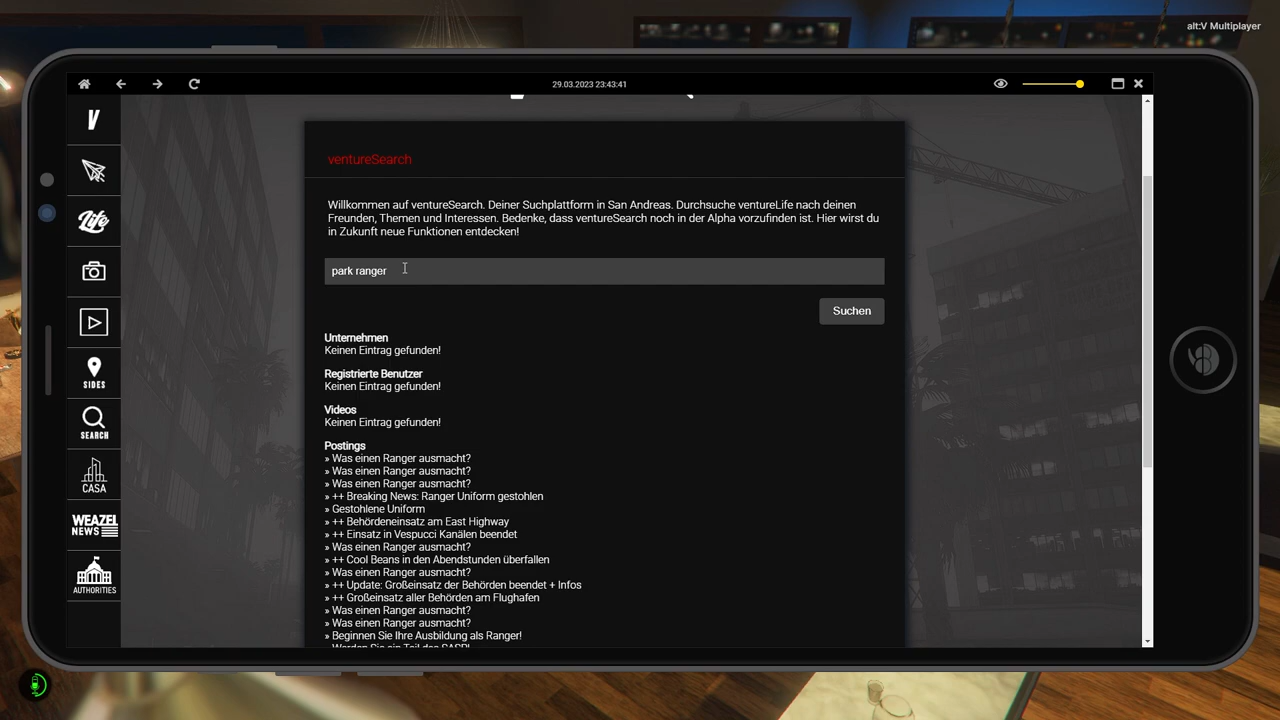 alt:V Multiplayer
29.03.2023 23:43:41
V
Life
SIDES
SEARCH
CASA
WEAZEL
NEWS
AUTHORITIES
ventureSearch
Willkommen auf ventureSearch. Deiner Suchplattform in San Andreas. Durchsuche ventureLife nach deinen
Freunden, Themen und Interessen. Bedenke, dass ventureSearch noch in der Alpha vorzufinden ist. Hier wirst du
in Zukunft neue Funktionen entdecken!
park ranger
Suchen
Unternehmen
Keinen Eintrag gefunden!
Registrierte Benutzer
Keinen Eintrag gefunden!
Videos
Keinen Eintrag gefunden!
Postings
» Was einen Ranger ausmacht?
» Was einen Ranger ausmacht?
» Was einen Ranger ausmacht?
» ++ Breaking News: Ranger Uniform gestohlen
» Gestohlene Uniform
» ++ Behördeneinsatz am East Highway
» ++ Einsatz in Vespucci Kanälen beendet
» Was einen Ranger ausmacht?
» ++ Cool Beans in den Abendstunden überfallen
» Was einen Ranger ausmacht?
» ++ Update: Großeinsatz der Behörden beendet + Infos
» ++ Großeinsatz aller Behörden am Flughafen
» Was einen Ranger ausmacht?
» Was einen Ranger ausmacht?
» Beginnen Sie Ihre Ausbildung als Ranger!
» Werden Sie ein Teil des SASP!